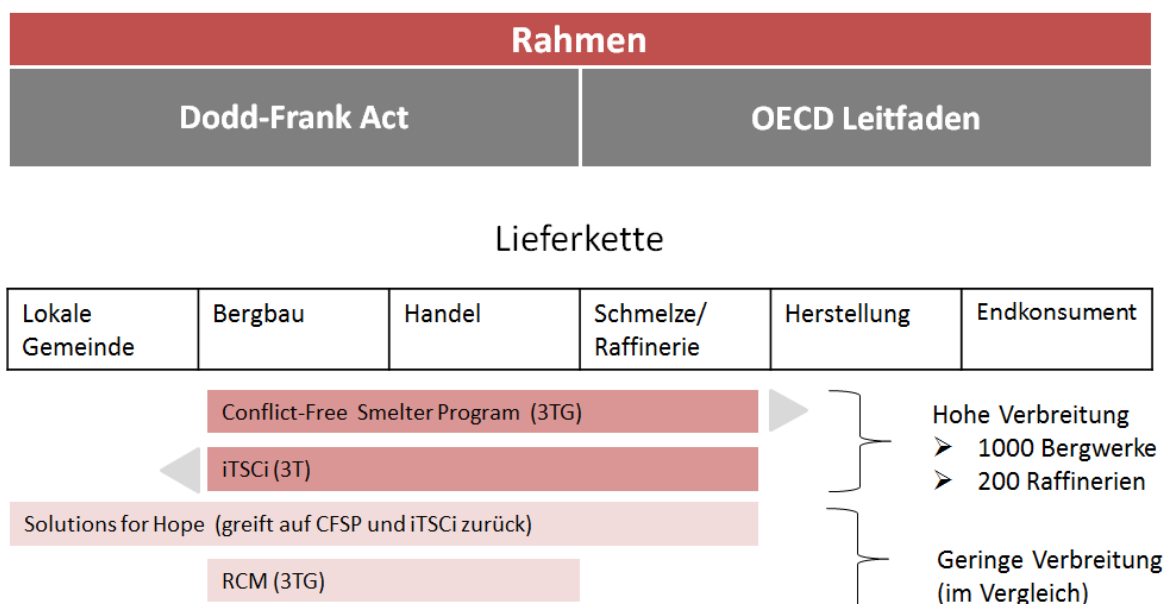 Rahmen
Dodd-Frank Act
OECD Leitfaden
Lieferkette
Lokale
Gemeinde
Bergbau
Handel
Schmelze/
Raffinerie
Herstellung
Endkonsument
Conflict-Free Smelter Program (3TG)
iTSCi (3T)
Hohe Verbreitung
➢ 1000 Bergwerke
➢ 200 Raffinerien
Solutions for Hope (greift auf CFSP und iTSCi zurück)
RCM (3TG)
Geringe Verbreitung
(im Vergleich)